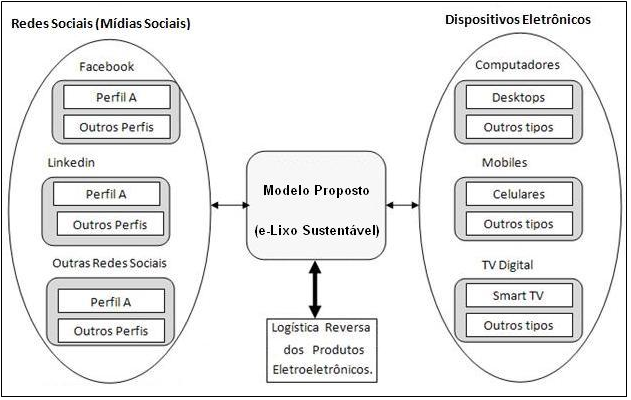 Redes Sociais (Mídias Sociais)
Facebook
Perfil A
Outros Perfis
Linkedin
Perfil A
Outros Perfis
Outras Redes Sociais
Perfil A
Outros Perfis
Modelo Proposto
(e-Lixo Sustentável)
Logística Reversa
dos Produtos
Eletroeletrônicos.
Dispositivos Eletrônicos
Computadores
Desktops
Outros tipos
Mobiles
Celulares
Outros tipos
TV Digital
Smart TV
Outros tipos